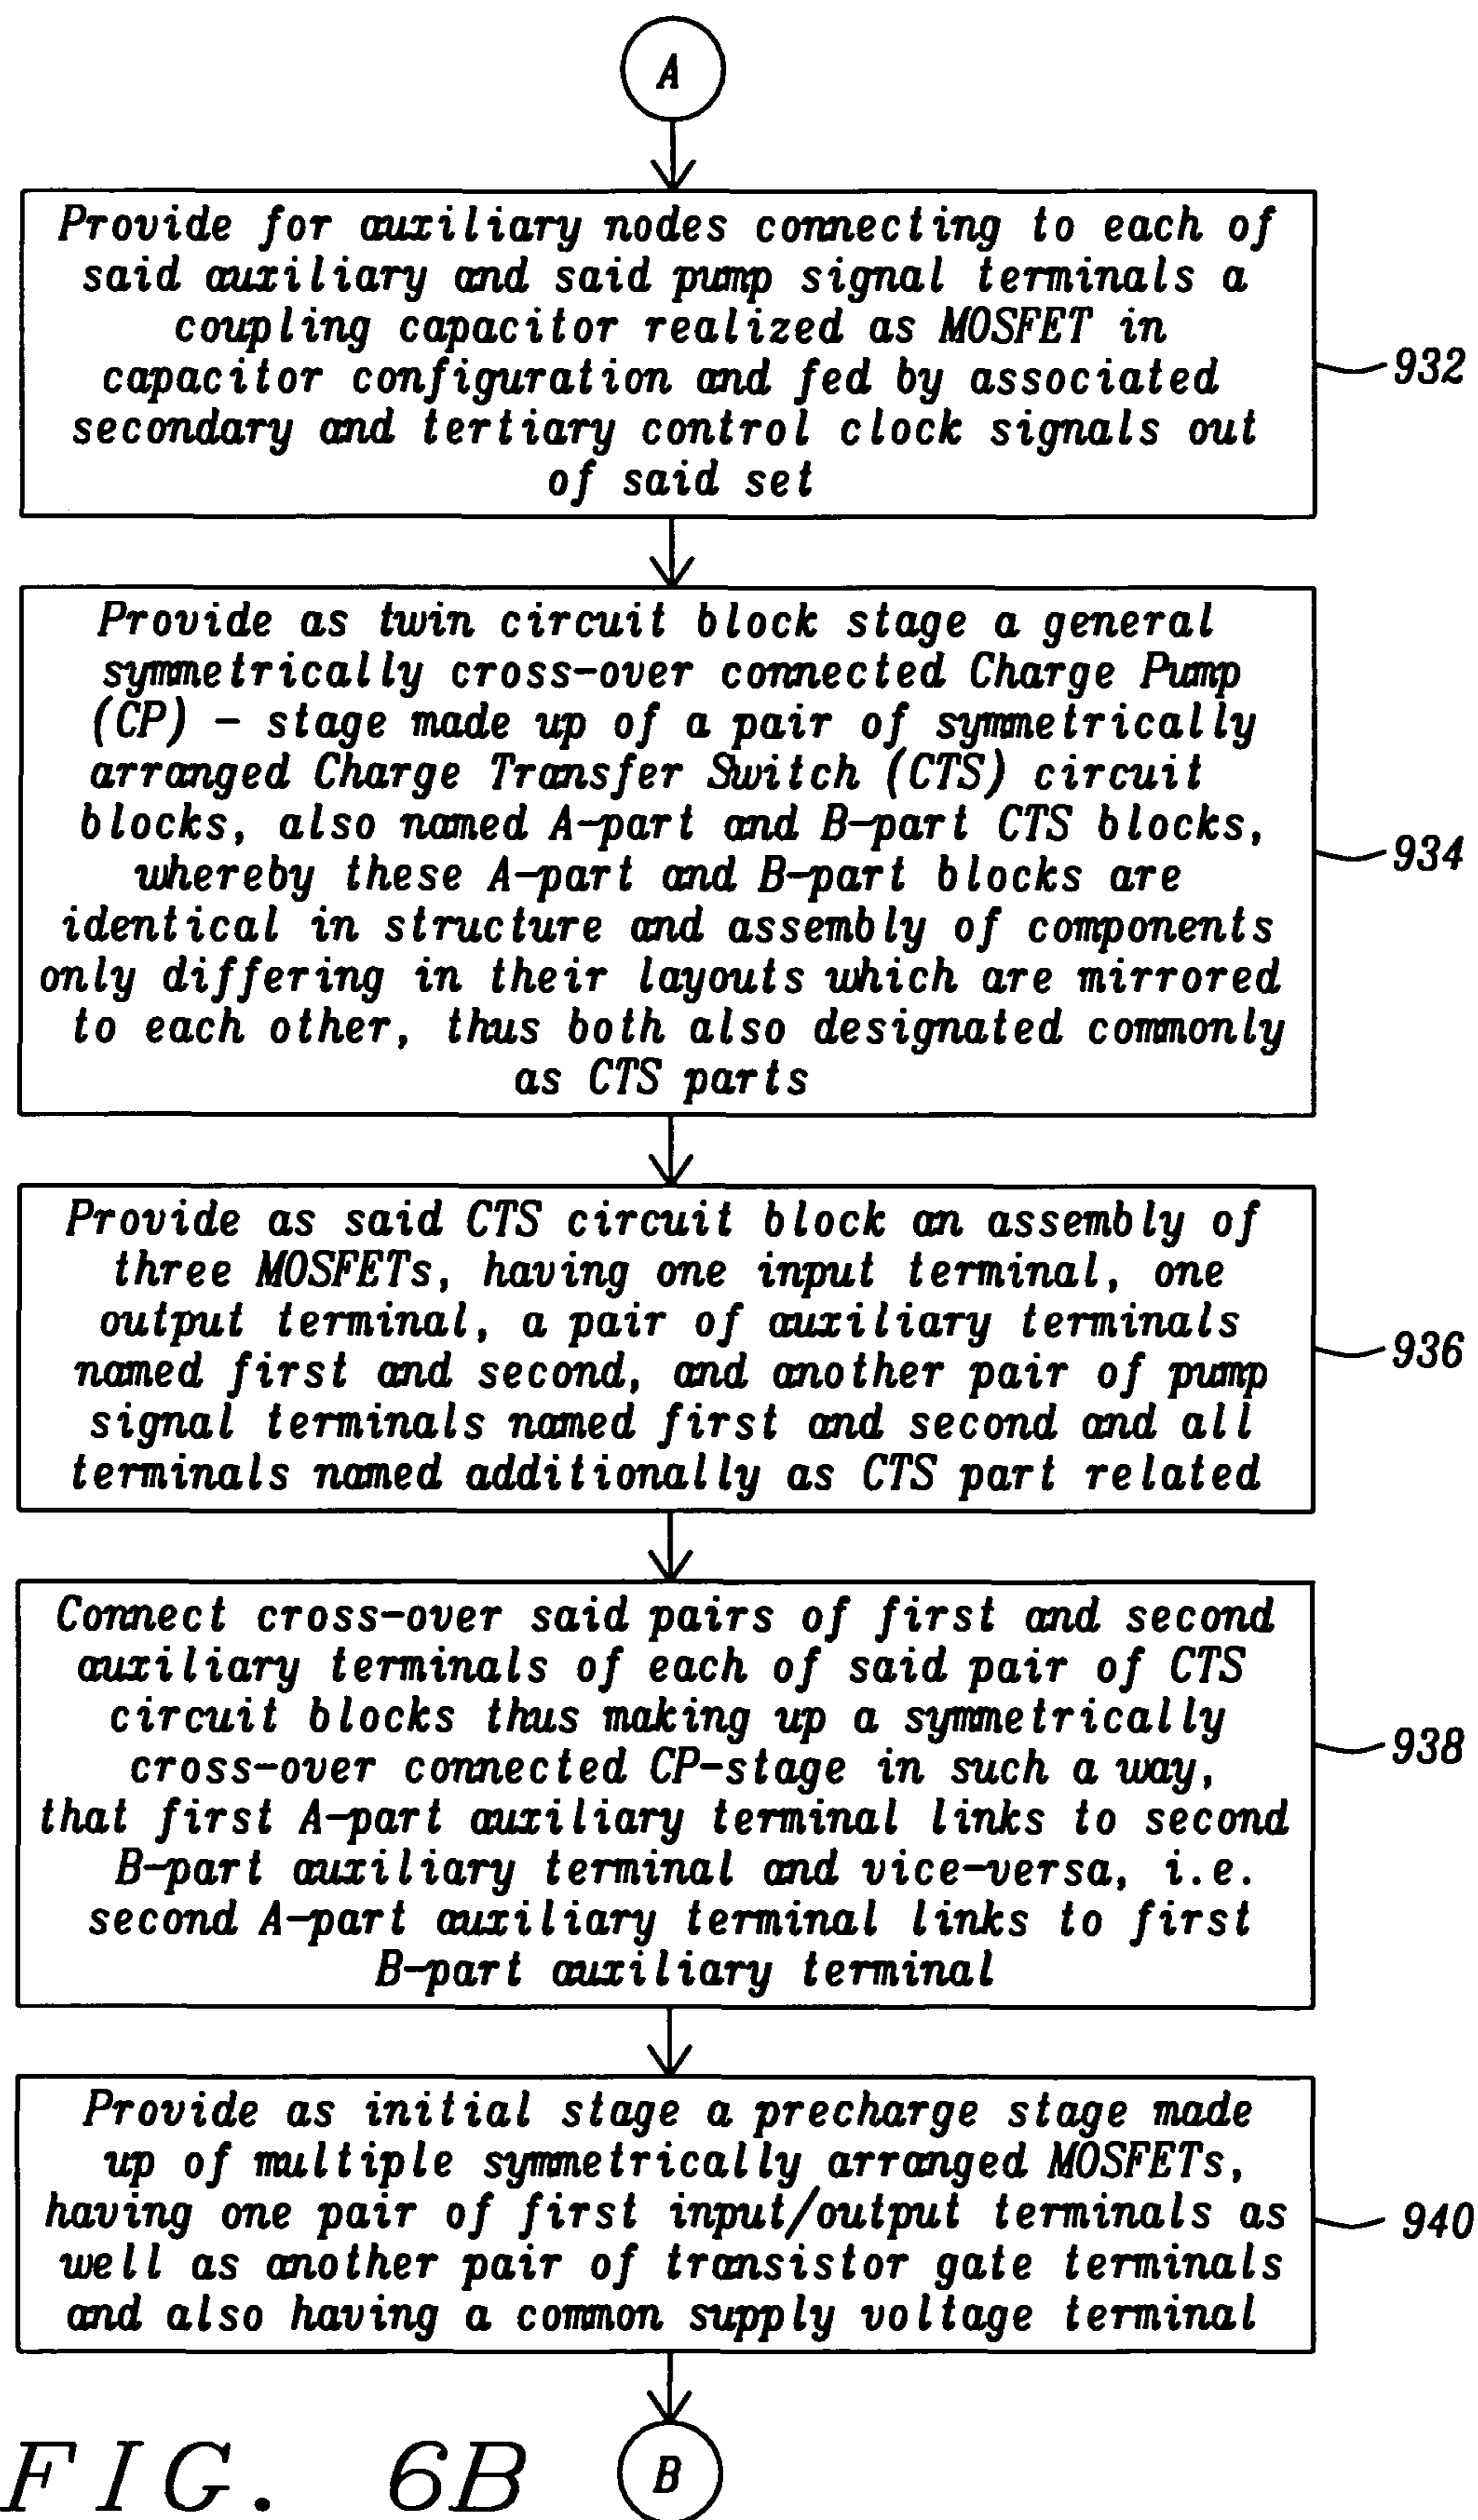 A
Provide for auxiliary nodes connecting to each of
said auxiliary and said pump signal terminals a
coupling capacitor realized as MOSFET in
capacitor configuration and fed by associated
secondary and tertiary control clock signals out
of said set
932
Provide as twin circuit block stage a general
symmetrically cross-over connected Charge Pump
(CP) - stage made up of a pair of symmetrically
arranged Charge Transfer Switch (CTS) circuit
blocks, also named A-part and B-part CTS blocks,
whereby these A-part and B-part blocks are
identical in structure and assembly of components
only differing in their layouts which are mirrored
to each other, thus both also designated commonly
as CTS parts
934
Provide as said CTS circuit block an assembly of
three MOSFETs, having one input terminal, one
output terminal, a pair of auxiliary terminals
named first and second, and another pair of pump
signal terminals named first and second and all
terminals named additionally as CTS part related
936
Connect cross-over said pairs of first and second
auxiliary terminals of each of said pair of CTS
circuit blocks thus making up a symmetrically
cross-over connected CP-stage in such a way,
that first A-part auxiliary terminal links to second
B-part auxiliary terminal and vice-versa, i.e.
second A-part auxiliary terminal links to first
B-part auxiliary terminal
938
Provide as initial stage a precharge stage made
up of multiple symmetrically arranged MOSFETs,
having one pair of first input/output terminals as
well as another pair of transistor gate terminals
and also having a common supply voltage terminal
940
FIG. 6B
B